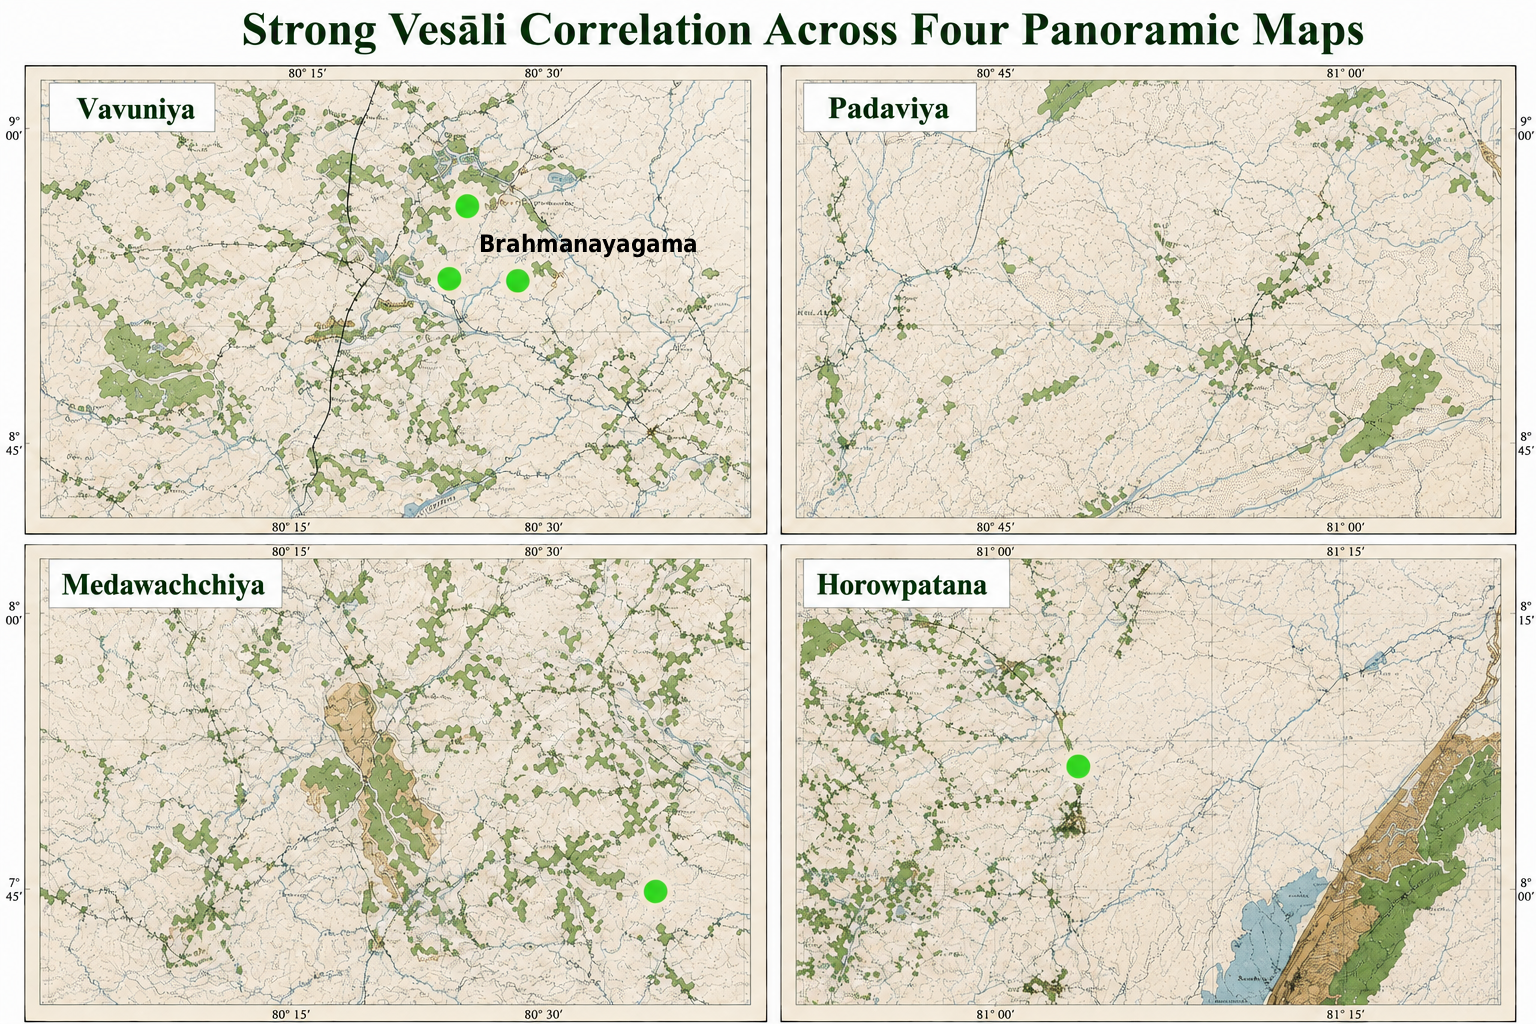 Strong Vesāli Correlation Across Four Panoramic Maps
80° 15′ 80° 30′
Vavuniya
9°
00′
Brahmanayagama
8°
45′
80° 15′ 80° 30′
80° 45′ 81° 00′
Padaviya
9°
00′
8°
45′
80° 45′ 81° 00′
80° 15′ 80° 30′
Medawachchiya
8°
00′
7°
45′
80° 15′ 80° 30′
81° 00′ 81° 15′
Horowpatana
8°
15′
8°
00′
81° 00′ 81° 15′